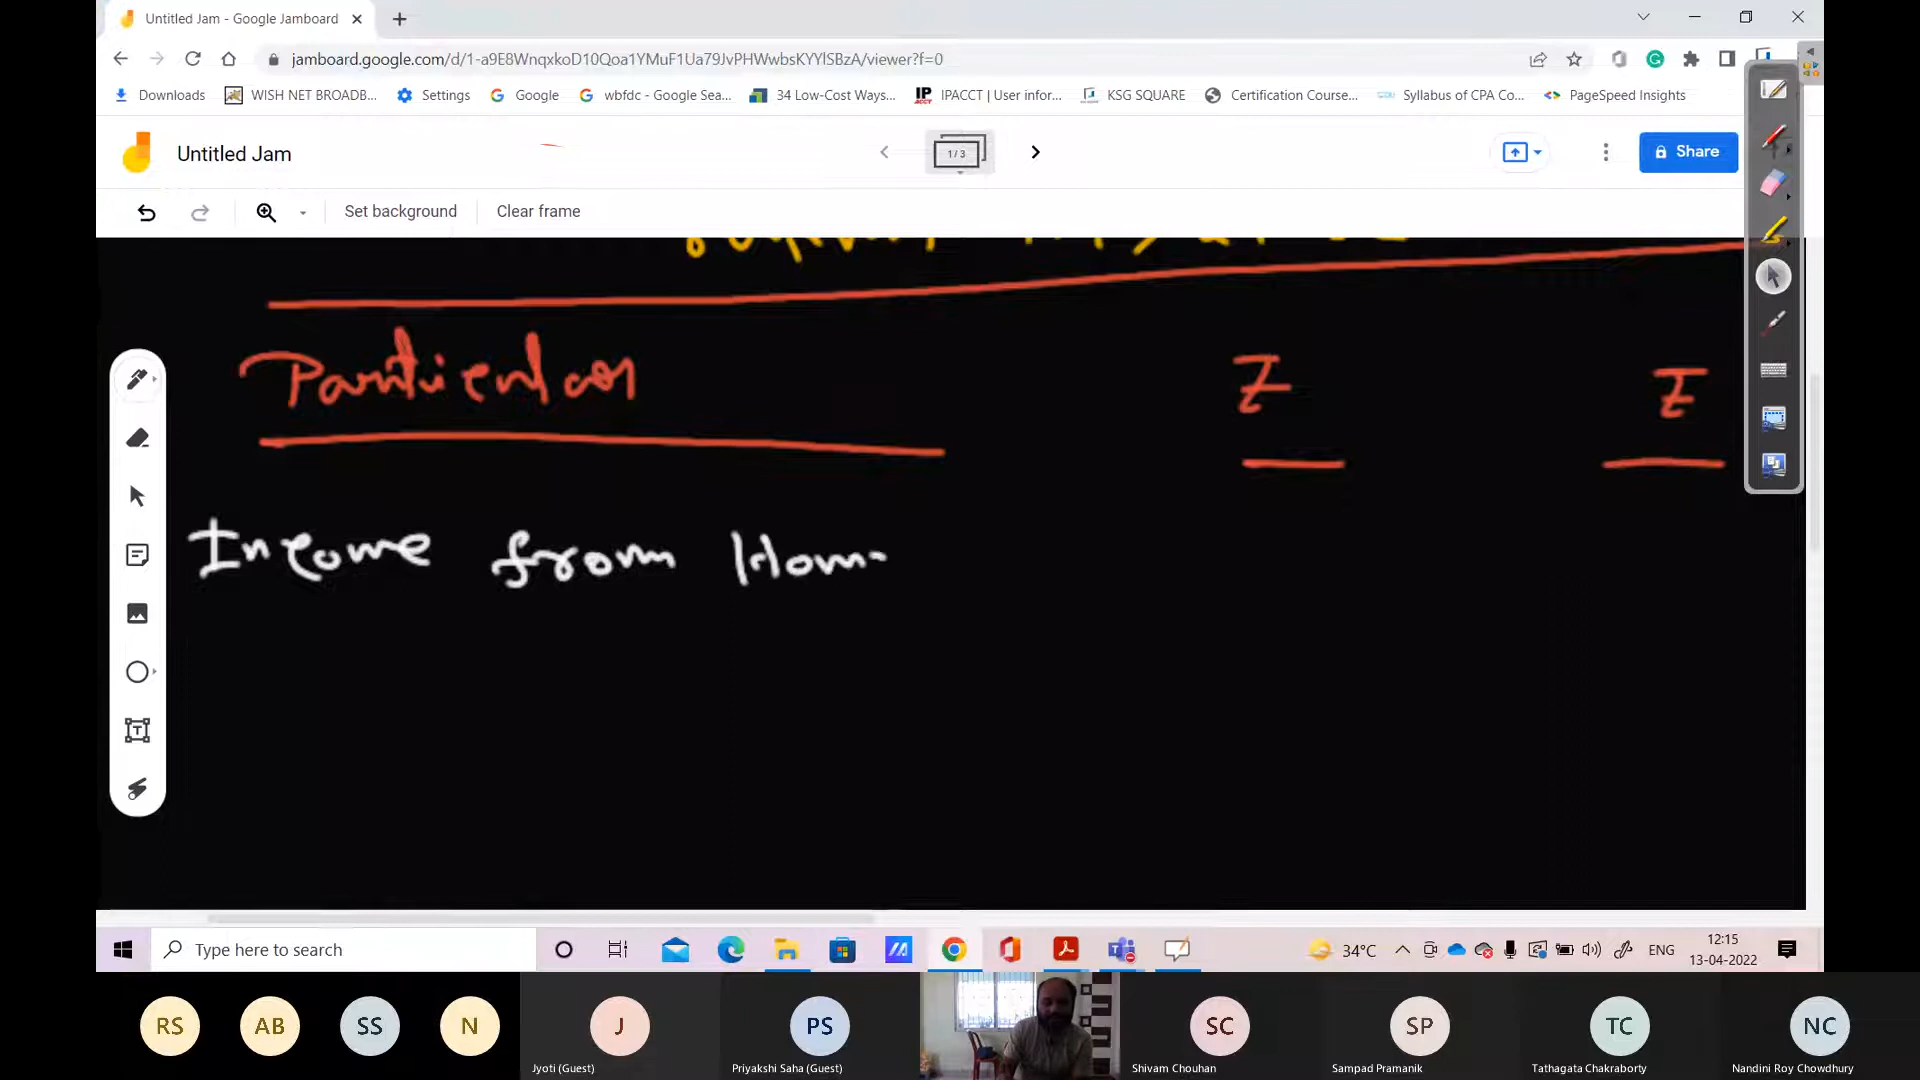 Untitled Jam - Google Jamboard
jamboard.google.com/d/1-a9E8WnqxkoD10Qoa1YMuF1Ua79JvPHWwbsKYYlSBzA/viewer?f=0
Downloads WISH NET BROADB... Settings Google wbfdc - Google Sea... 34 Low-Cost Ways... IPACCT | User infor... KSG SQUARE Certification Course... Syllabus of CPA Co... PageSpeed Insights
Untitled Jam 1 / 3 Share
Set background Clear frame
Particular
Income from Hom
Type here to search 34°C ENG 12:15
13-04-2022
RS AB SS N J PS SC SP TC NC
Jyoti (Guest) Priyakshi Saha (Guest) Shivam Chouhan Sampad Pramanik Tathagata Chakraborty Nandini Roy Chowdhury